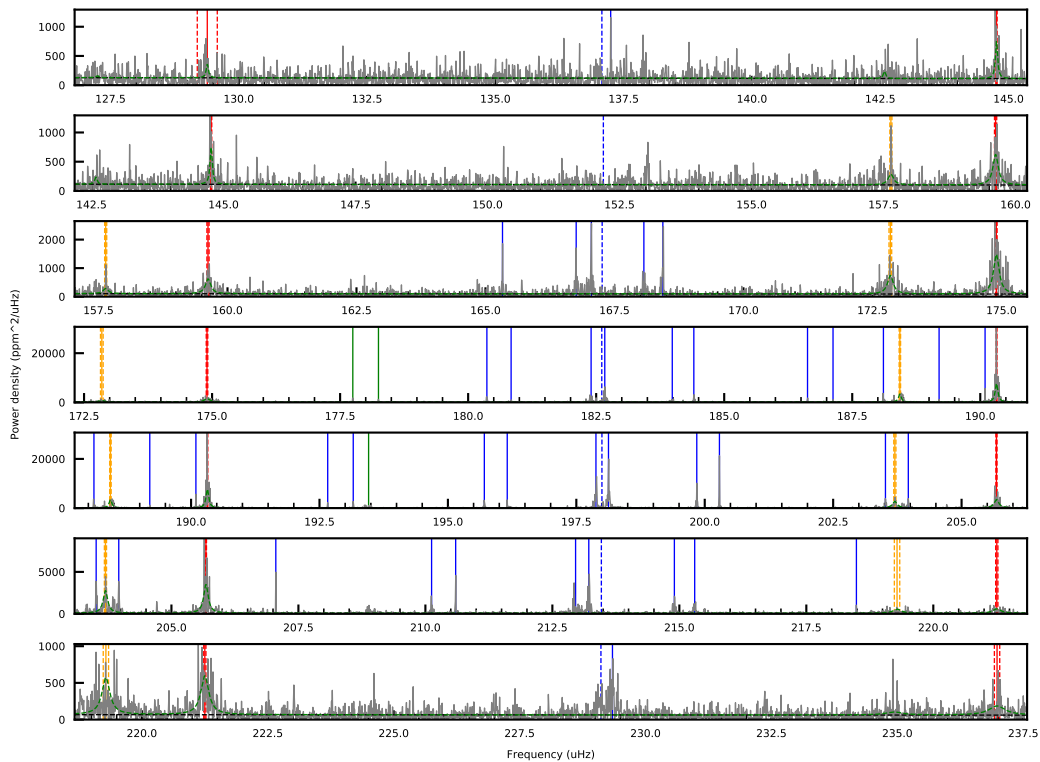 1000
500
0
127.5 130.0 132.5 135.0 137.5 140.0 142.5 145.0
1000
500
0
142.5 145.0 147.5 150.0 152.5 155.0 157.5 160.0
2000
1000
0
157.5 160.0 162.5 165.0 167.5 170.0 172.5 175.0
20000
0
172.5 175.0 177.5 180.0 182.5 185.0 187.5 190.0
20000
0
190.0 192.5 195.0 197.5 200.0 202.5 205.0
5000
0
205.0 207.5 210.0 212.5 215.0 217.5 220.0
1000
500
0
220.0 222.5 225.0 227.5 230.0 232.5 235.0 237.5
Power density (ppm^2/uHz)
Frequency (uHz)